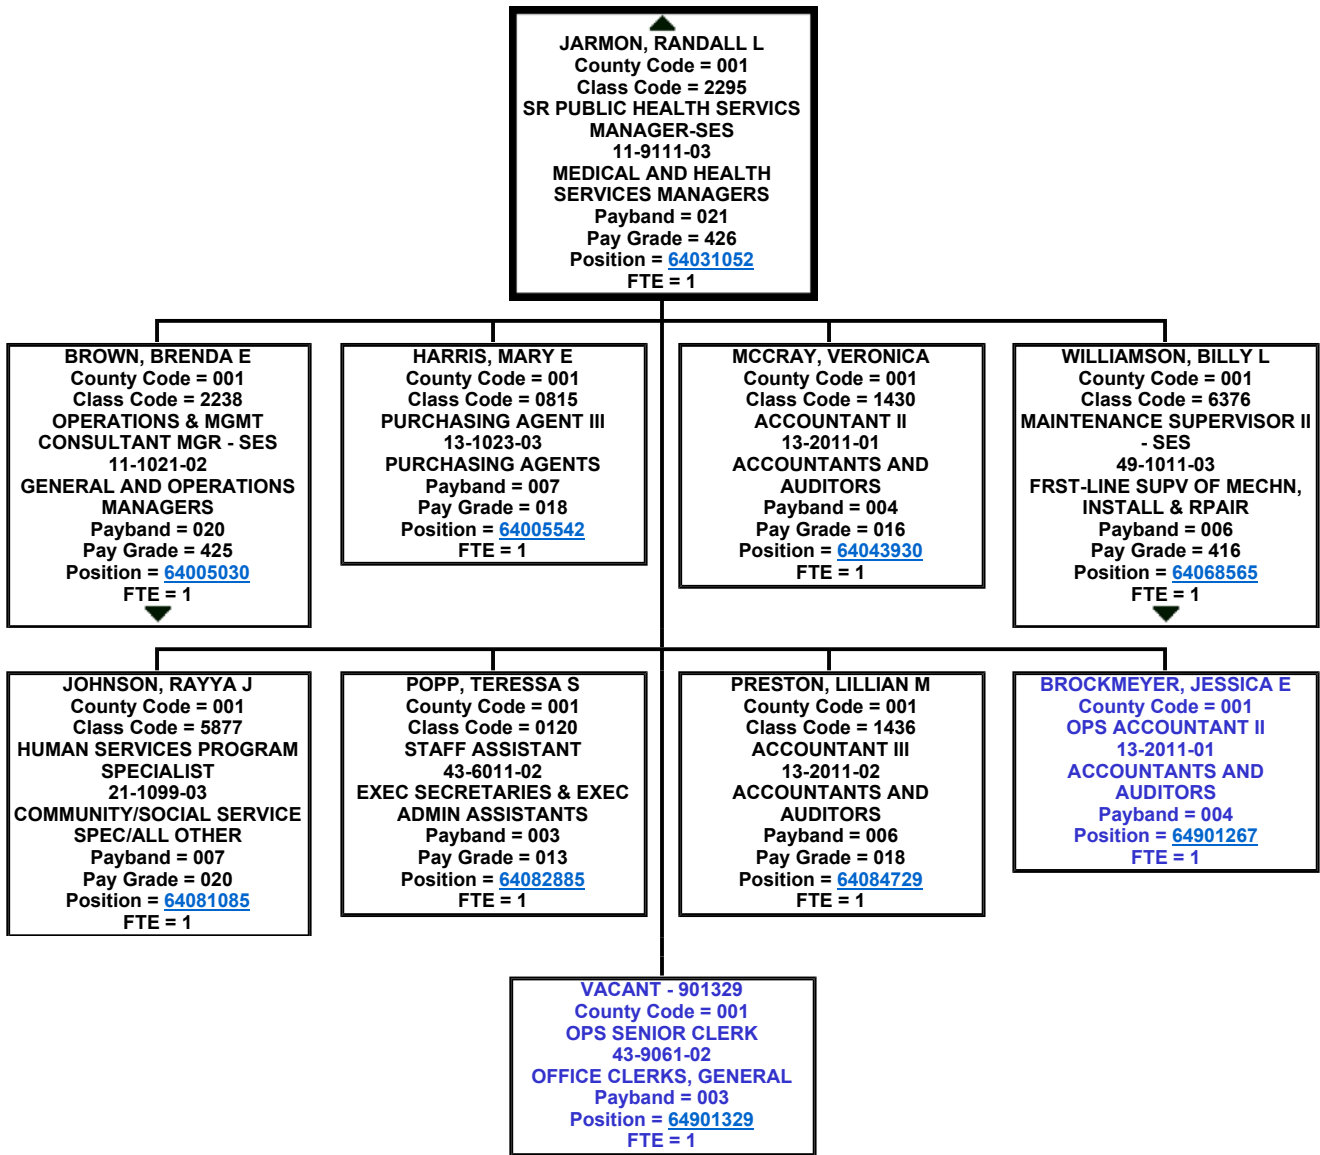 JARMON, RANDALL L
County Code = 001
Class Code = 2295
SR PUBLIC HEALTH SERVICS
MANAGER-SES
11-9111-03
MEDICAL AND HEALTH
SERVICES MANAGERS
Payband = 021
Pay Grade = 426
Position = 64031052
FTE = 1
BROWN, BRENDA E
County Code = 001
Class Code = 2238
OPERATIONS & MGMT
CONSULTANT MGR - SES
11-1021-02
GENERAL AND OPERATIONS
MANAGERS
Payband = 020
Pay Grade = 425
Position = 64005030
FTE = 1
HARRIS, MARY E
County Code = 001
Class Code = 0815
PURCHASING AGENT III
13-1023-03
PURCHASING AGENTS
Payband = 007
Pay Grade = 018
Position = 64005542
FTE = 1
MCCRAY, VERONICA
County Code = 001
Class Code = 1430
ACCOUNTANT II
13-2011-01
ACCOUNTANTS AND
AUDITORS
Payband = 004
Pay Grade = 016
Position = 64043930
FTE = 1
WILLIAMSON, BILLY L
County Code = 001
Class Code = 6376
MAINTENANCE SUPERVISOR II
- SES
49-1011-03
FRST-LINE SUPV OF MECHN,
INSTALL & RPAIR
Payband = 006
Pay Grade = 416
Position = 64068565
FTE = 1
JOHNSON, RAYYA J
County Code = 001
Class Code = 5877
HUMAN SERVICES PROGRAM
SPECIALIST
21-1099-03
COMMUNITY/SOCIAL SERVICE
SPEC/ALL OTHER
Payband = 007
Pay Grade = 020
Position = 64081085
FTE = 1
POPP, TERESSA S
County Code = 001
Class Code = 0120
STAFF ASSISTANT
43-6011-02
EXEC SECRETARIES & EXEC
ADMIN ASSISTANTS
Payband = 003
Pay Grade = 013
Position = 64082885
FTE = 1
PRESTON, LILLIAN M
County Code = 001
Class Code = 1436
ACCOUNTANT III
13-2011-02
ACCOUNTANTS AND
AUDITORS
Payband = 006
Pay Grade = 018
Position = 64084729
FTE = 1
BROCKMEYER, JESSICA E
County Code = 001
OPS ACCOUNTANT II
13-2011-01
ACCOUNTANTS AND
AUDITORS
Payband = 004
Position = 64901267
FTE = 1
VACANT - 901329
County Code = 001
OPS SENIOR CLERK
43-9061-02
OFFICE CLERKS, GENERAL
Payband = 003
Position = 64901329
FTE = 1